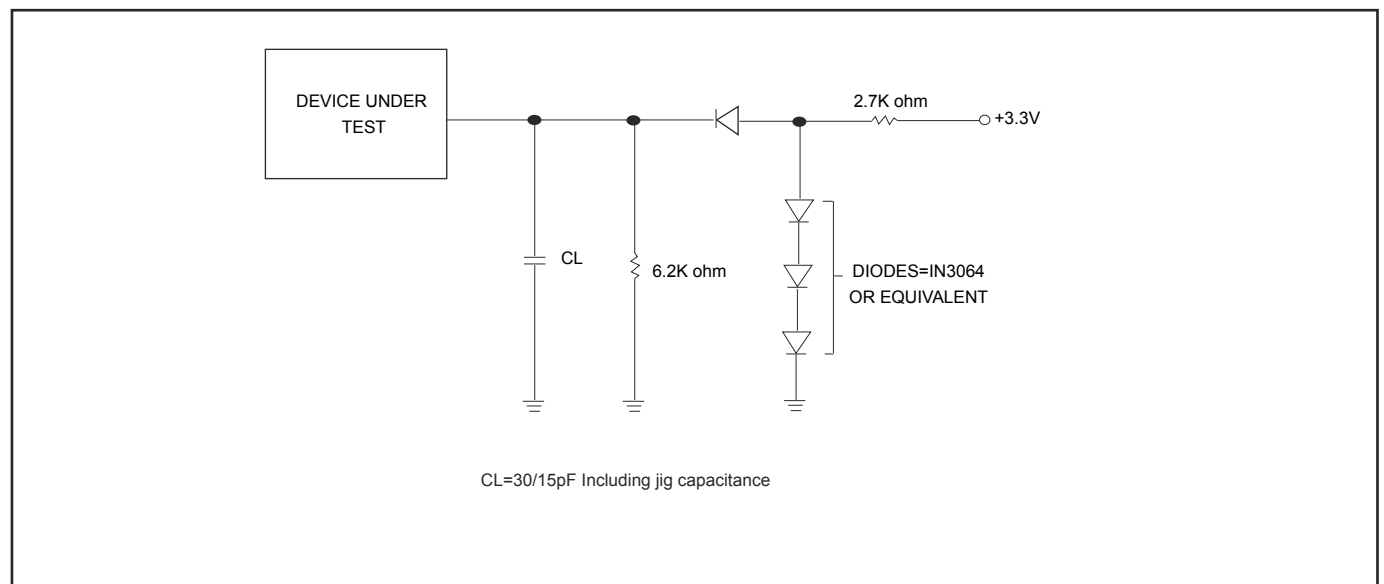 DEVICE UNDER
TEST
2.7K ohm
+3.3V
CL
6.2K ohm
DIODES=IN3064
OR EQUIVALENT
CL=30/15pF Including jig capacitance